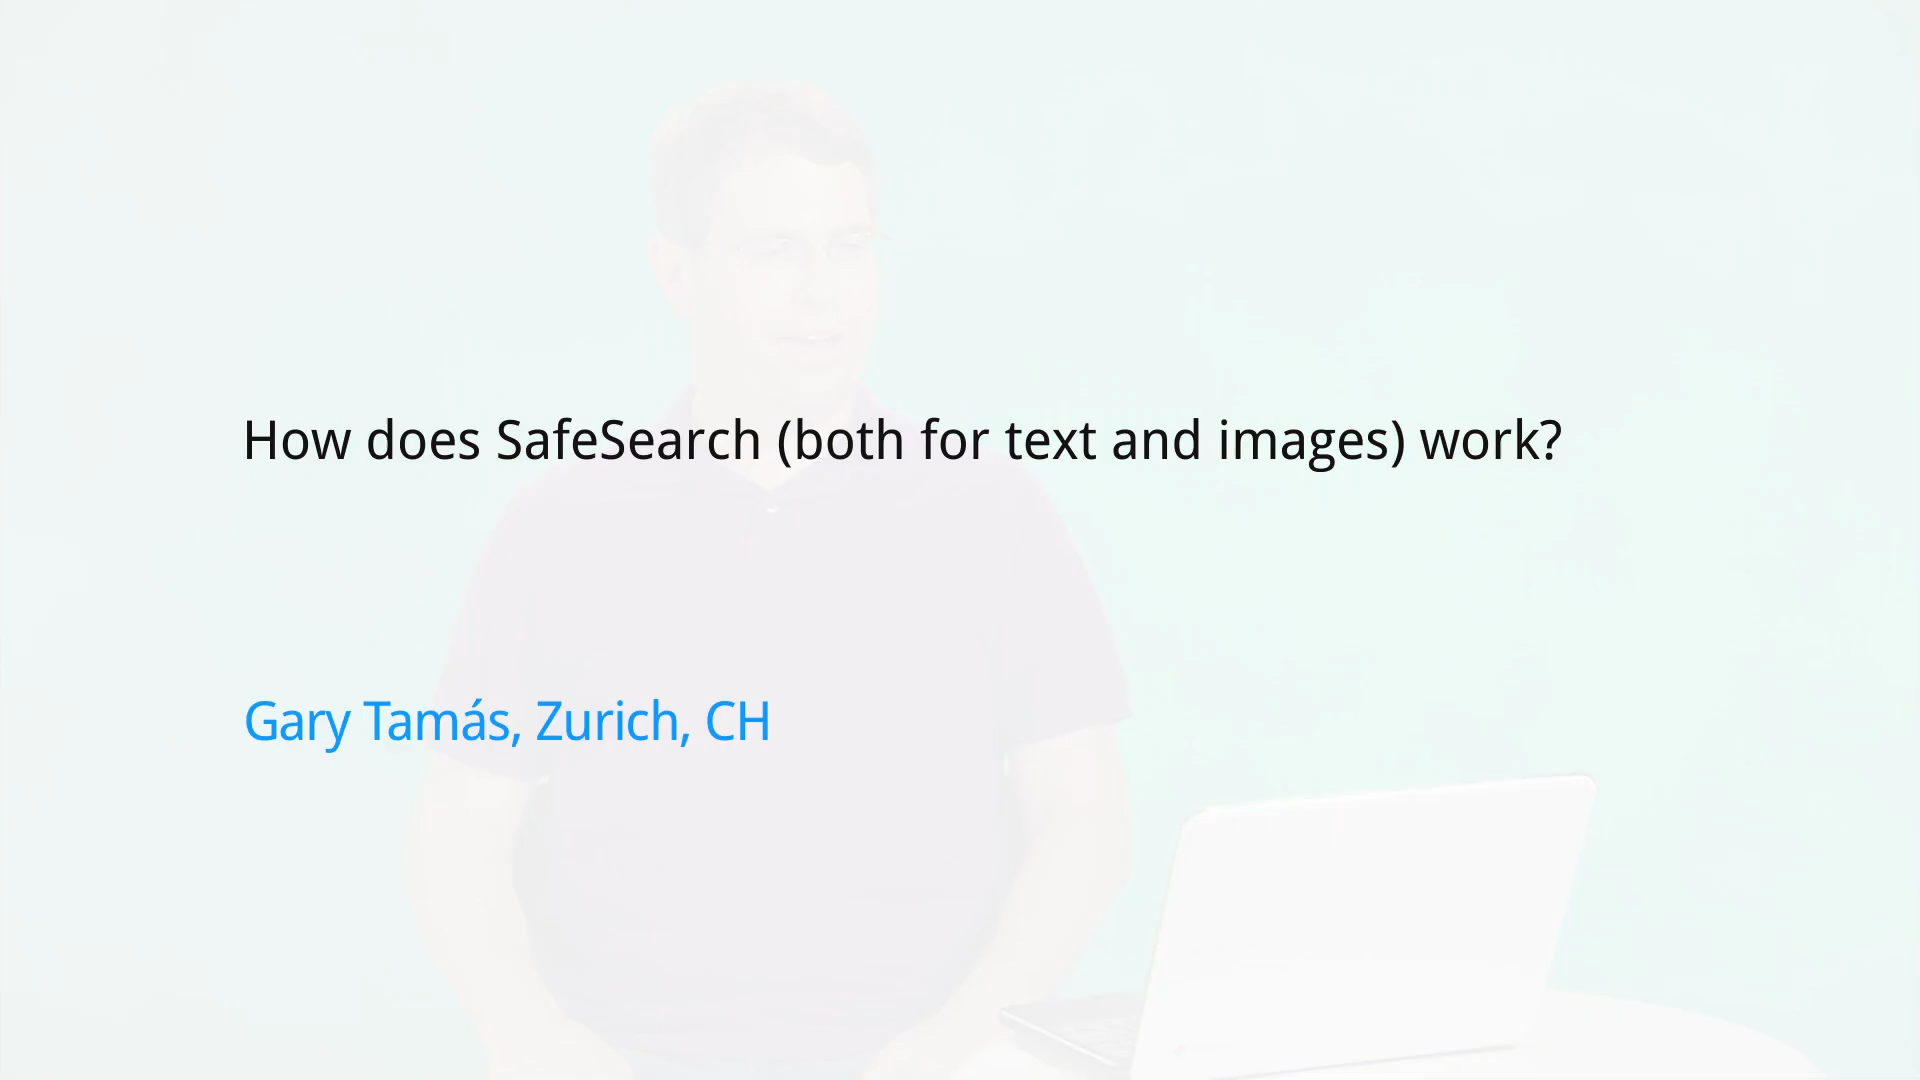 How does SafeSearch (both for text and images) work?
Gary Tamás, Zurich, CH